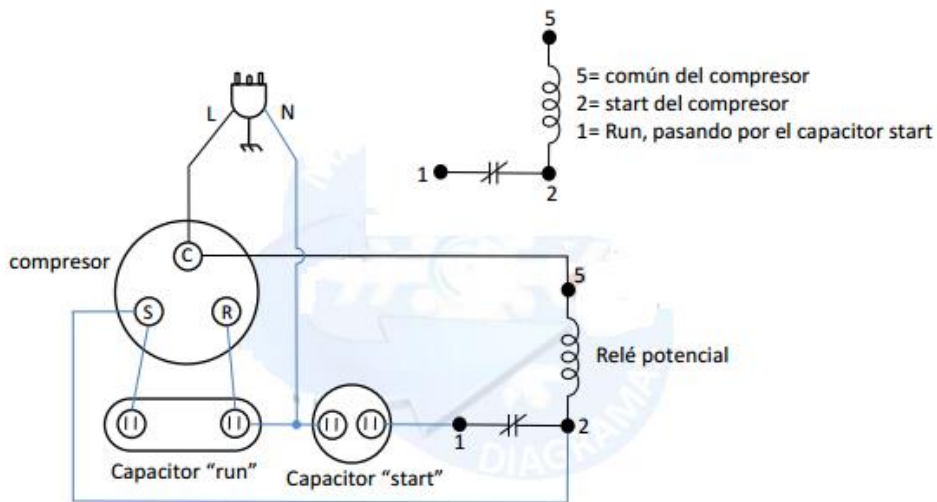 5
5= común del compresor
2= start del compresor
1= Run, pasando por el capacitor start
1
2
L
N
compresor
C
S
R
5
Relé potencial
1
2
Capacitor “run”
Capacitor “start”
DIAGRAMA